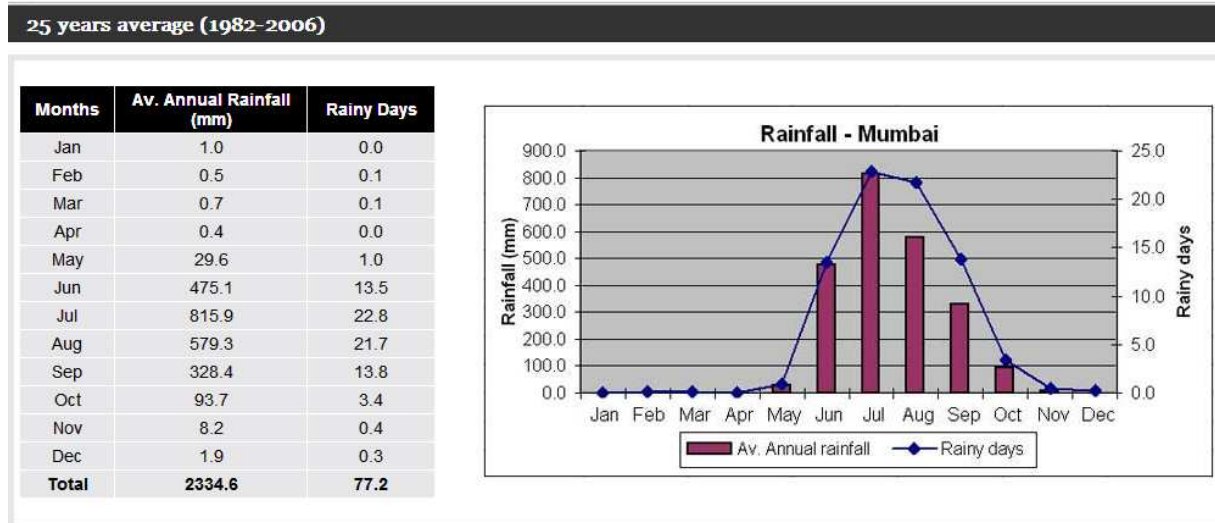 25 years average (1982-2006)
Months Av. Annual Rainfall (mm) Rainy Days
Jan 1.0 0.0
Feb 0.5 0.1
Mar 0.7 0.1
Apr 0.4 0.0
May 29.6 1.0
Jun 475.1 13.5
Jul 815.9 22.8
Aug 579.3 21.7
Sep 328.4 13.8
Oct 93.7 3.4
Nov 8.2 0.4
Dec 1.9 0.3
Total 2334.6 77.2
Rainfall - Mumbai
Rainfall (mm)
900.0
800.0
700.0
600.0
500.0
400.0
300.0
200.0
100.0
0.0
25.0
20.0
15.0
10.0
5.0
0.0
Rainy days
Jan Feb Mar Apr May Jun Jul Aug Sep Oct Nov Dec
Av. Annual rainfall Rainy days